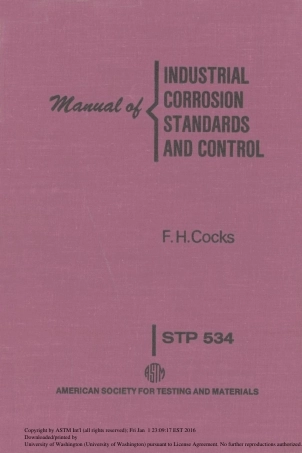 Manual of
INDUSTRIAL
CORROSION
STANDARDS
AND CONTROL
F.H.Cocks
STP 534
ASTM
AMERICAN SOCIETY FOR TESTING AND MATERIALS
Copyright by ASTM Int'l (all rights reserved); Fri Jan 1 23:09:17 EST 2016
Downloaded/printed by
University of Washington (University of Washington) pursuant to License Agreement. No further reproductions authorized.